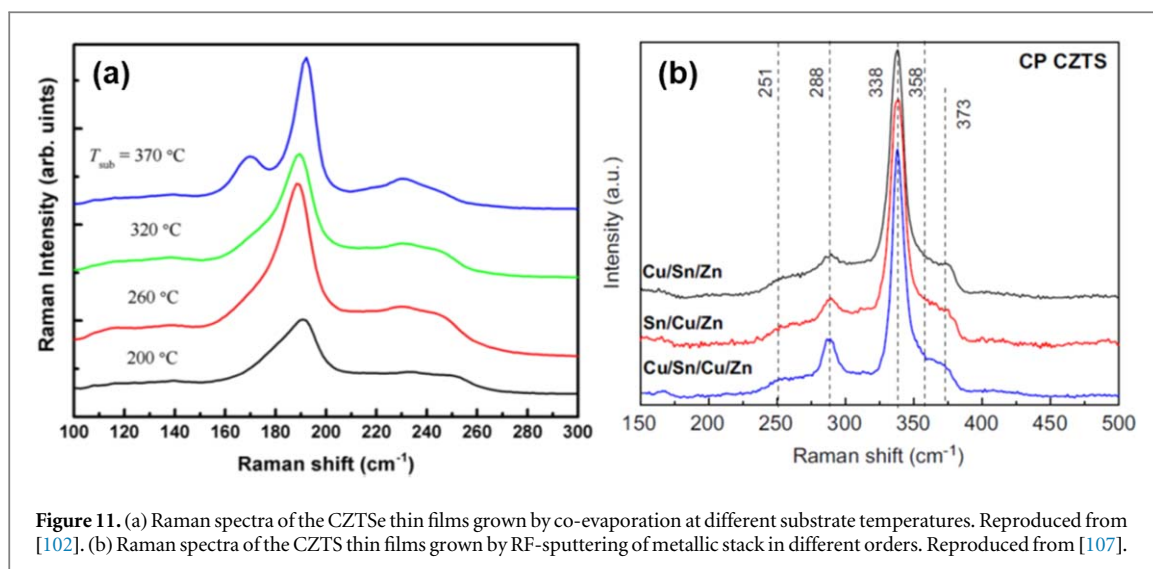 (a)
Raman Intensity (arb. uints)
T_sub = 370 °C
320 °C
260 °C
200 °C
100 120 140 160 180 200 220 240 260 280 300
Raman shift (cm⁻¹)
(b)
CP CZTS
251
288
338
358
373
Intensity (a.u.)
Cu/Sn/Zn
Sn/Cu/Zn
Cu/Sn/Cu/Zn
150 200 250 300 350 400 450 500
Raman shift (cm⁻¹)
Figure 11. (a) Raman spectra of the CZTSe thin films grown by co-evaporation at different substrate temperatures. Reproduced from
[102]. (b) Raman spectra of the CZTS thin films grown by RF-sputtering of metallic stack in different orders. Reproduced from [107].